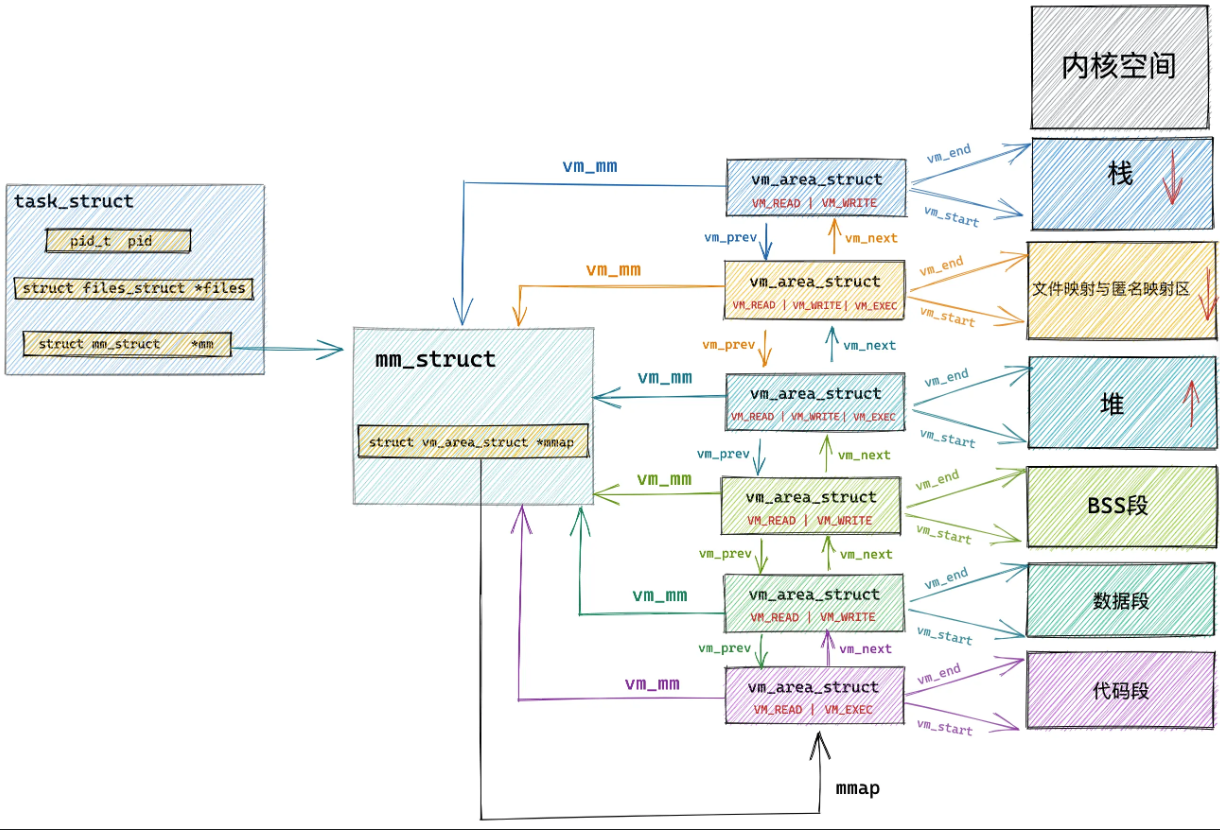 内核空间
task_struct
pid_t pid
struct files_struct *files
struct mm_struct *mm
mm_struct
struct vm_area_struct *mmap
vm_mm
vm_area_struct
VM_READ | VM_WRITE
vm_end
vm_start
栈
vm_prev
vm_next
vm_mm
vm_area_struct
VM_READ | VM_WRITE | VM_EXEC
vm_end
vm_start
文件映射与匿名映射区
vm_prev
vm_next
vm_mm
vm_area_struct
VM_READ | VM_WRITE | VM_EXEC
vm_end
vm_start
堆
vm_prev
vm_next
vm_mm
vm_area_struct
VM_READ | VM_WRITE
vm_end
vm_start
BSS段
vm_prev
vm_next
vm_mm
vm_area_struct
VM_READ | VM_WRITE
vm_end
vm_start
数据段
vm_prev
vm_next
vm_mm
vm_area_struct
VM_READ | VM_EXEC
vm_end
vm_start
代码段
mmap